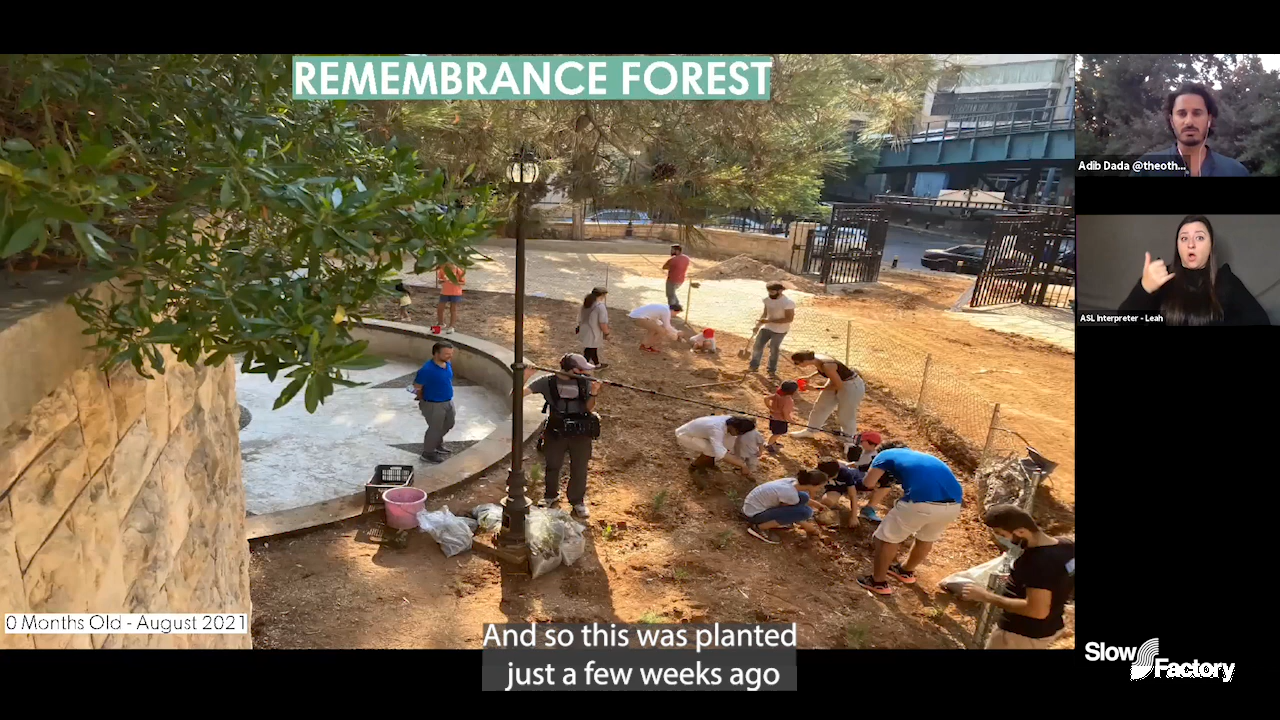 REMEMBRANCE FOREST
Adib Dada @theoth...
ASL Interpreter - Leah
0 Months Old - August 2021
And so this was planted
just a few weeks ago
Slow
Factory